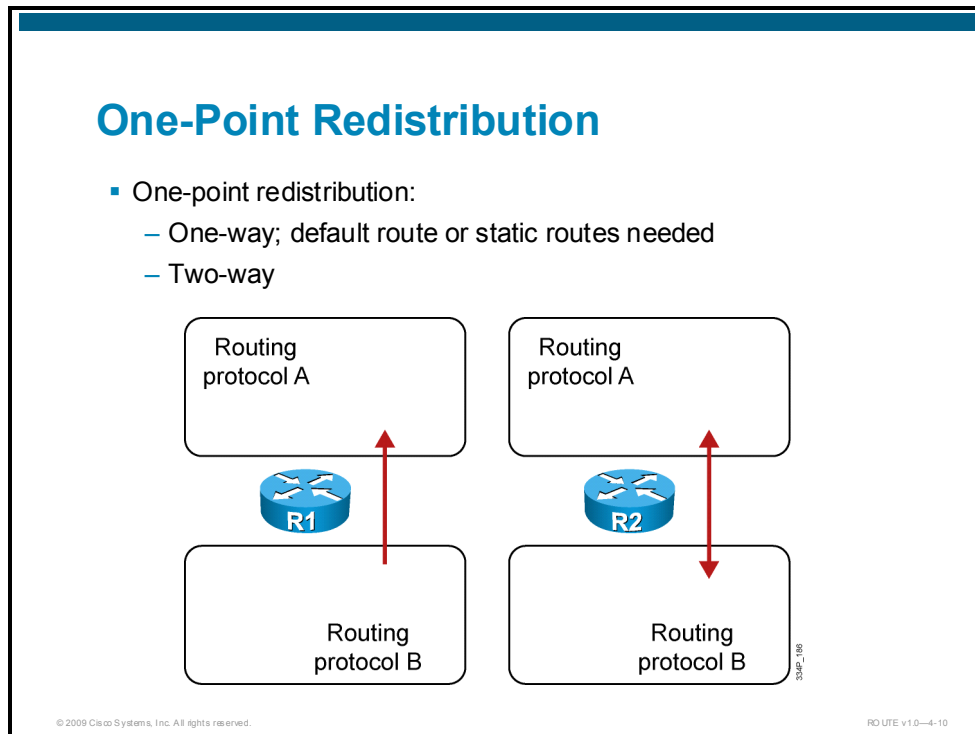 One-Point Redistribution
▪ One-point redistribution:
– One-way; default route or static routes needed
– Two-way
Routing
protocol A
Routing
protocol A
R1
R2
Routing
protocol B
Routing
protocol B
334P_186
© 2009 Cisco Systems, Inc. All rights reserved.
ROUTE v1.0—4-10